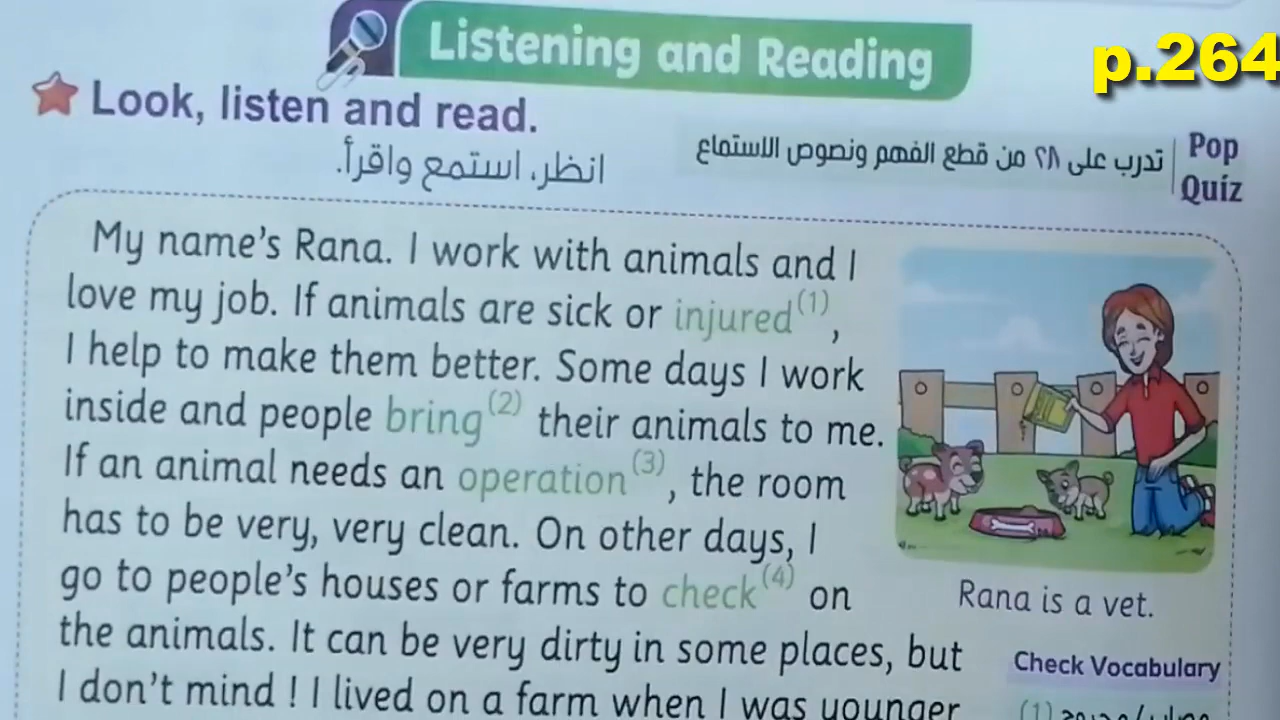 Listening and Reading
p.264
Look, listen and read.
انظر، استمع واقرأ.
تدرب على ٢٨ من قطع الفهم ونصوص الاستماع
Pop
Quiz
My name's Rana. I work with animals and I
love my job. If animals are sick or injured(1),
I help to make them better. Some days I work
inside and people bring(2) their animals to me.
If an animal needs an operation(3), the room
has to be very, very clean. On other days, I
go to people's houses or farms to check(4) on
the animals. It can be very dirty in some places, but
I don't mind ! I lived on a farm when I was younger
Rana is a vet.
Check Vocabulary
(1)